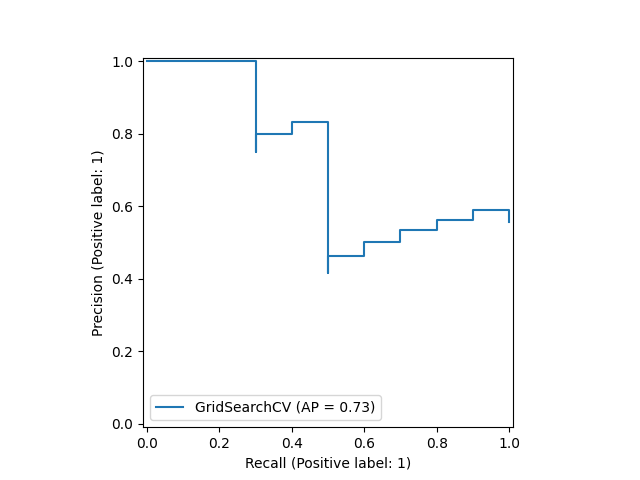 1.0
0.8
0.6
0.4
0.2
0.0
Precision (Positive label: 1)
GridSearchCV (AP = 0.73)
0.0 0.2 0.4 0.6 0.8 1.0
Recall (Positive label: 1)